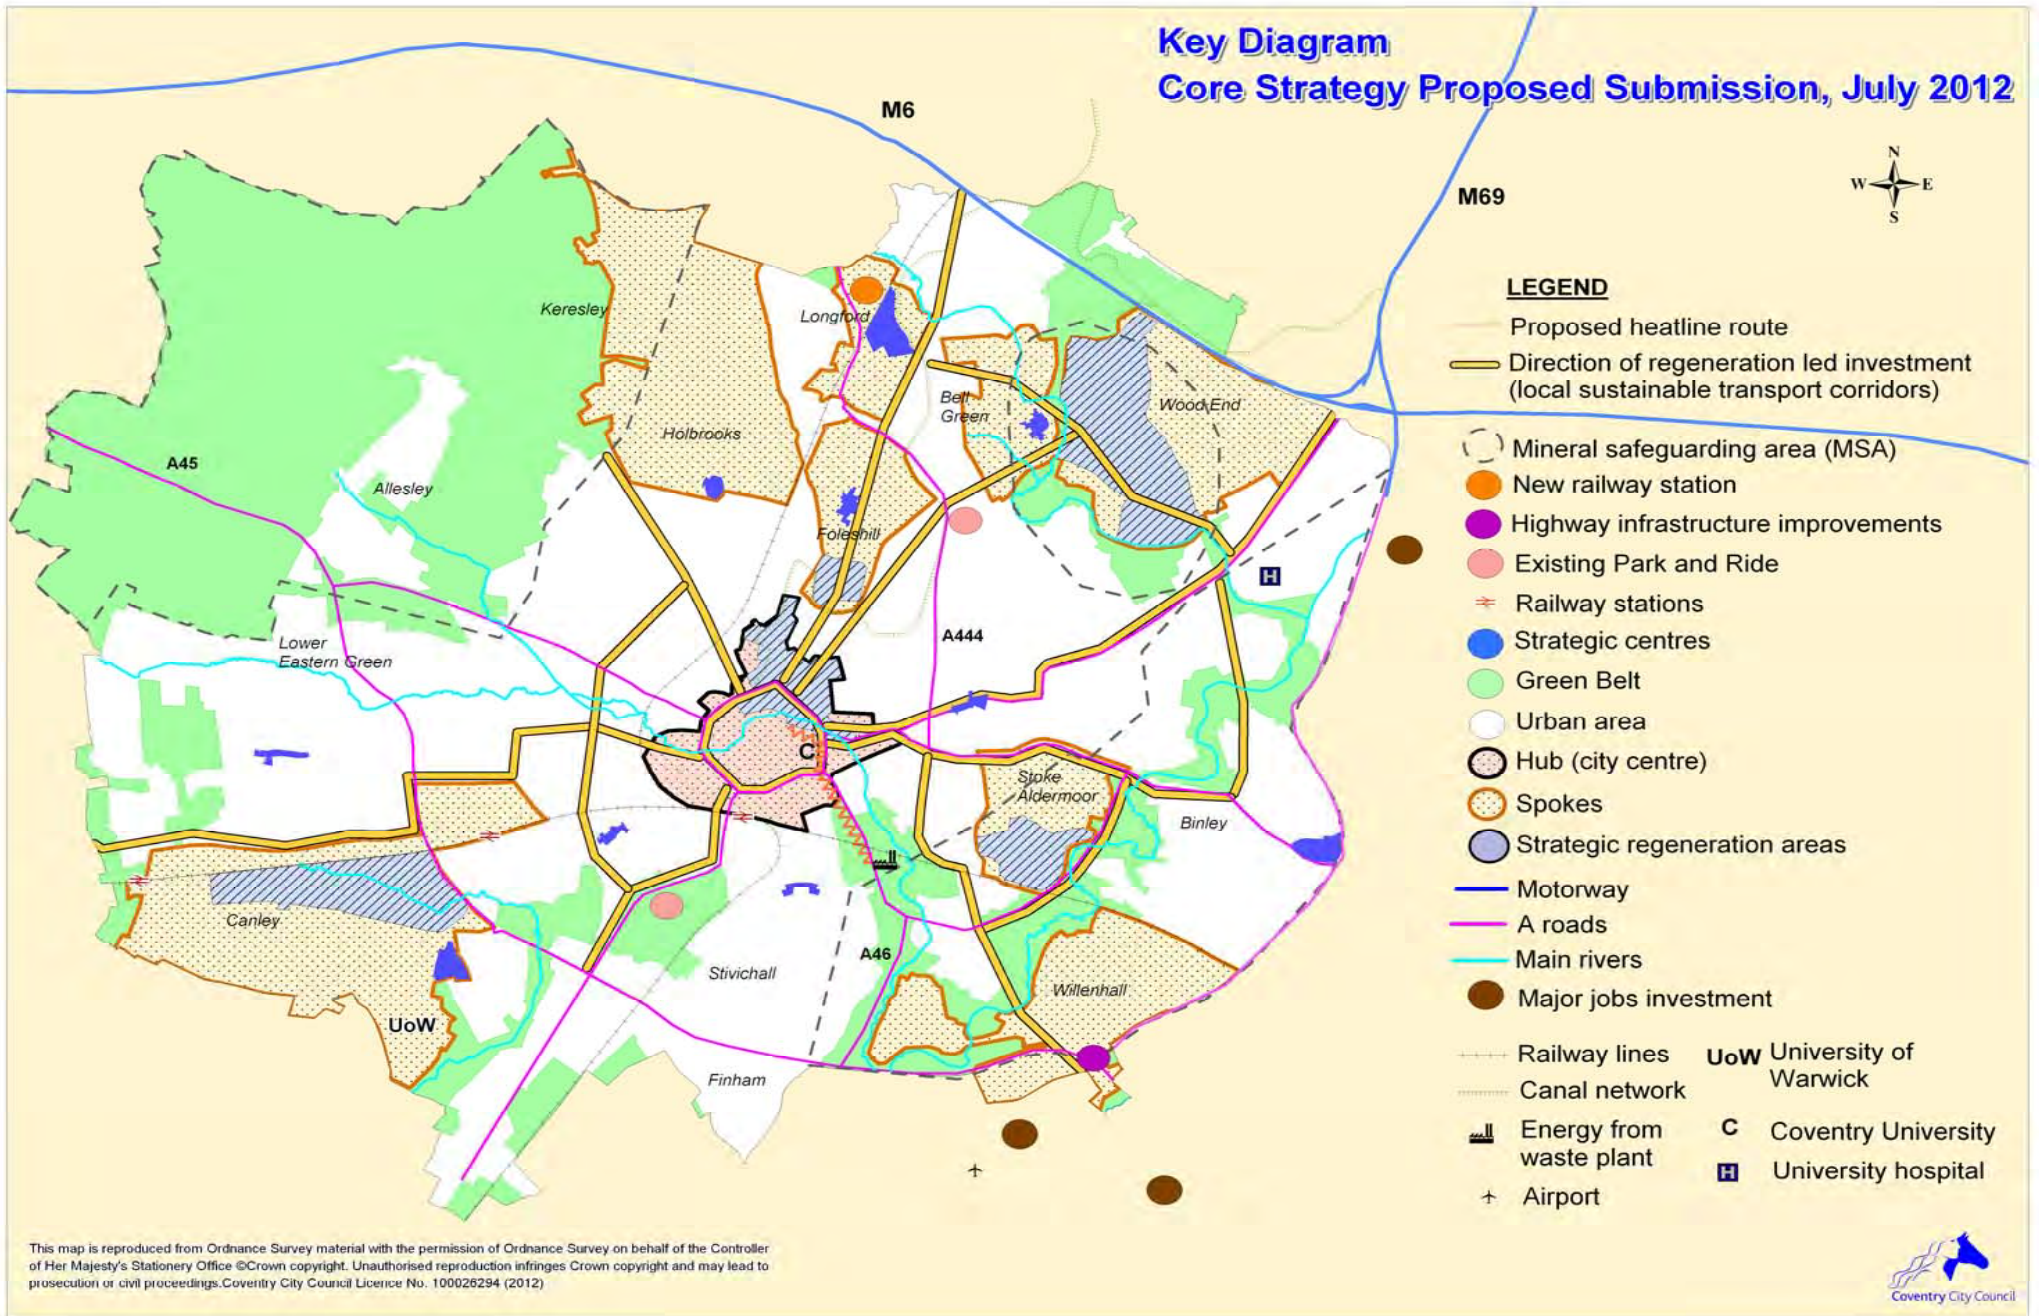 Key Diagram
Core Strategy Proposed Submission, July 2012
M6
M69
N
W E
S
Keresley
Longford
Holbrooks
Bell
Green
Wood End
A45
Allesley
Foleshill
H
A444
Lower
Eastern Green
C
Stoke
Aldermoor
Binley
Canley
UoW
Stivichall
A46
Willenhall
Finham
LEGEND
Proposed heatline route
Direction of regeneration led investment
(local sustainable transport corridors)
Mineral safeguarding area (MSA)
New railway station
Highway infrastructure improvements
Existing Park and Ride
Railway stations
Strategic centres
Green Belt
Urban area
Hub (city centre)
Spokes
Strategic regeneration areas
Motorway
A roads
Main rivers
Major jobs investment
Railway lines
Canal network
Energy from
waste plant
Airport
UoW University of
Warwick
C Coventry University
H University hospital
This map is reproduced from Ordnance Survey material with the permission of Ordnance Survey on behalf of the Controller
of Her Majesty's Stationery Office ©Crown copyright. Unauthorised reproduction infringes Crown copyright and may lead to
prosecution or civil proceedings.Coventry City Council Licence No. 100026294 (2012)
Coventry City Council